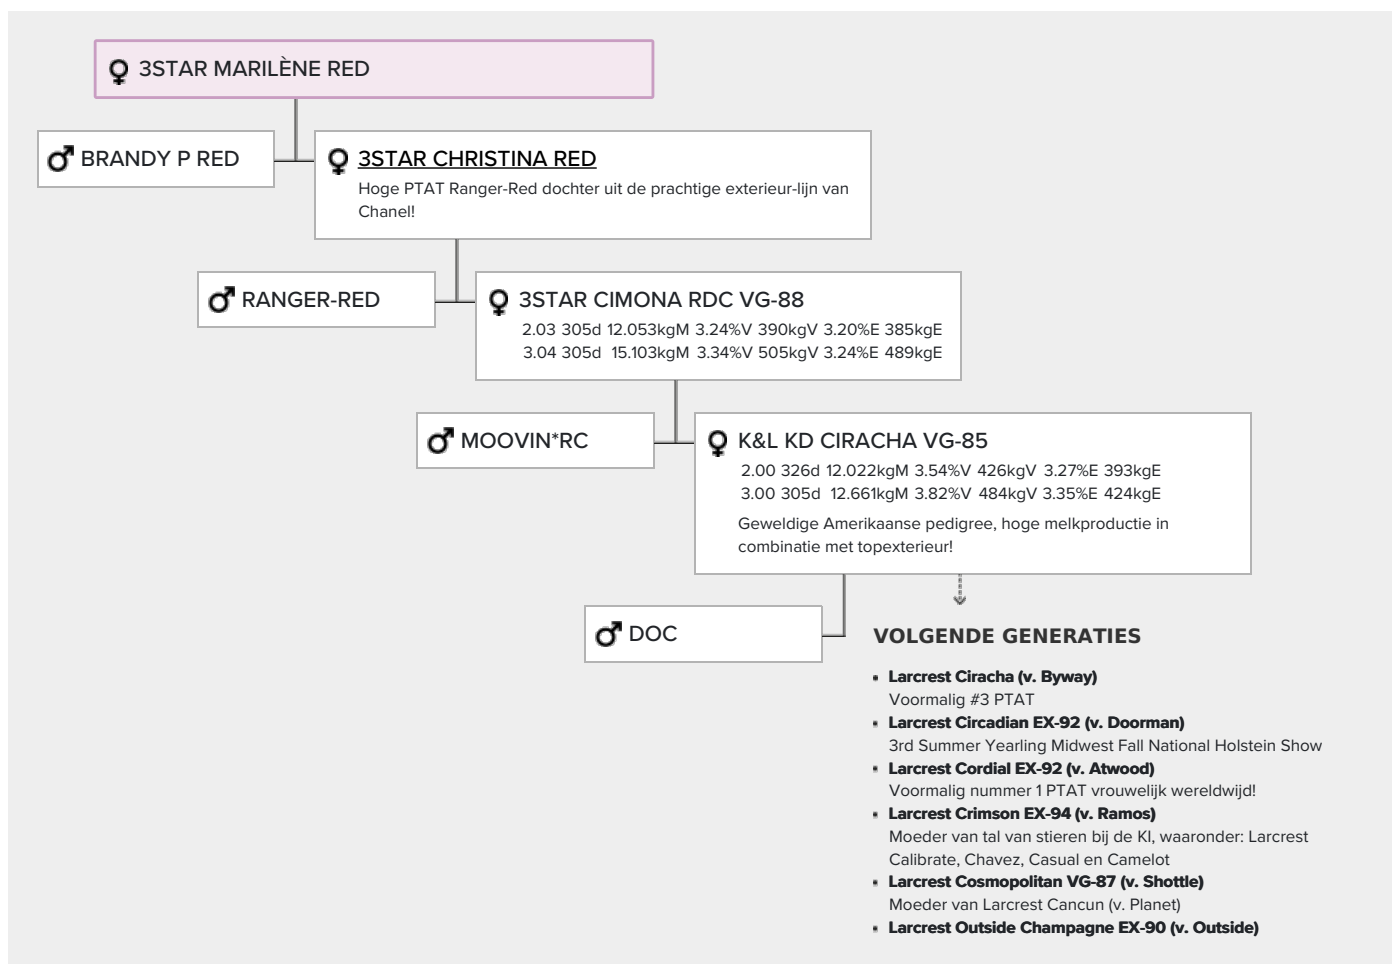 3STAR MARILÈNE RED
BRANDY P RED
3STAR CHRISTINA RED
Hoge PTAT Ranger-Red dochter uit de prachtige exterieur-lijn van
Chanel!
RANGER-RED
3STAR CIMONA RDC VG-88
2.03 305d 12.053kgM 3.24%V 390kgV 3.20%E 385kgE
3.04 305d 15.103kgM 3.34%V 505kgV 3.24%E 489kgE
MOOVIN*RC
K&L KD CIRACHA VG-85
2.00 326d 12.022kgM 3.54%V 426kgV 3.27%E 393kgE
3.00 305d 12.661kgM 3.82%V 484kgV 3.35%E 424kgE
Geweldige Amerikaanse pedigree, hoge melkproductie in
combinatie met topexterieur!
DOC
VOLGENDE GENERATIES
Larcrest Ciracha (v. Byway)
Voormalig #3 PTAT
Larcrest Circadian EX-92 (v. Doorman)
3rd Summer Yearling Midwest Fall National Holstein Show
Larcrest Cordial EX-92 (v. Atwood)
Voormalig nummer 1 PTAT vrouwelijk wereldwijd!
Larcrest Crimson EX-94 (v. Ramos)
Moeder van tal van stieren bij de KI, waaronder: Larcrest
Calibrate, Chavez, Casual en Camelot
Larcrest Cosmopolitan VG-87 (v. Shottle)
Moeder van Larcrest Cancun (v. Planet)
Larcrest Outside Champagne EX-90 (v. Outside)